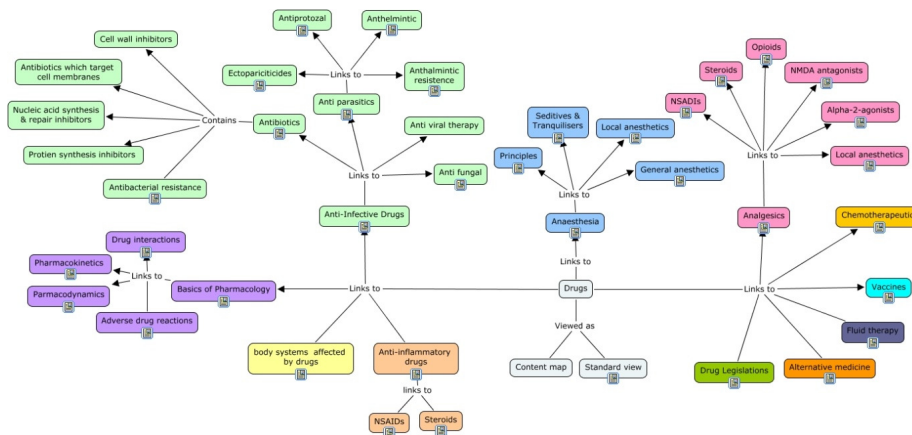 Cell wall inhibitors
Antibiotics which target
cell membranes
Nucleic acid synthesis
& repair inhibitors
Protien synthesis inhibitors
Antibacterial resistance
Contains
Antibiotics
Antiprotozal
Anthelmintic
Ectopariciticides
Links to
Anthalmintic
resistence
Anti parasitics
Anti viral therapy
Links to
Anti fungal
Anti-Infective Drugs
Seditives &
Tranquilisers
Local anesthetics
Principles
General anesthetics
Links to
Anaesthesia
Links to
Opioids
Steroids
NMDA antagonists
NSADIs
Alpha-2-agonists
Links to
Local anesthetics
Analgesics
Chemotherapeutic
Drug interactions
Pharmacokinetics
Links to
Parmacodynamics
Basics of Pharmacology
Adverse drug reactions
Links to
Drugs
Links to
Vaccines
Viewed as
Fluid therapy
body systems affected
by drugs
Anti-inflammatory
drugs
Content map
Standard view
Drug Legislations
Alternative medicine
links to
NSAIDs
Steroids